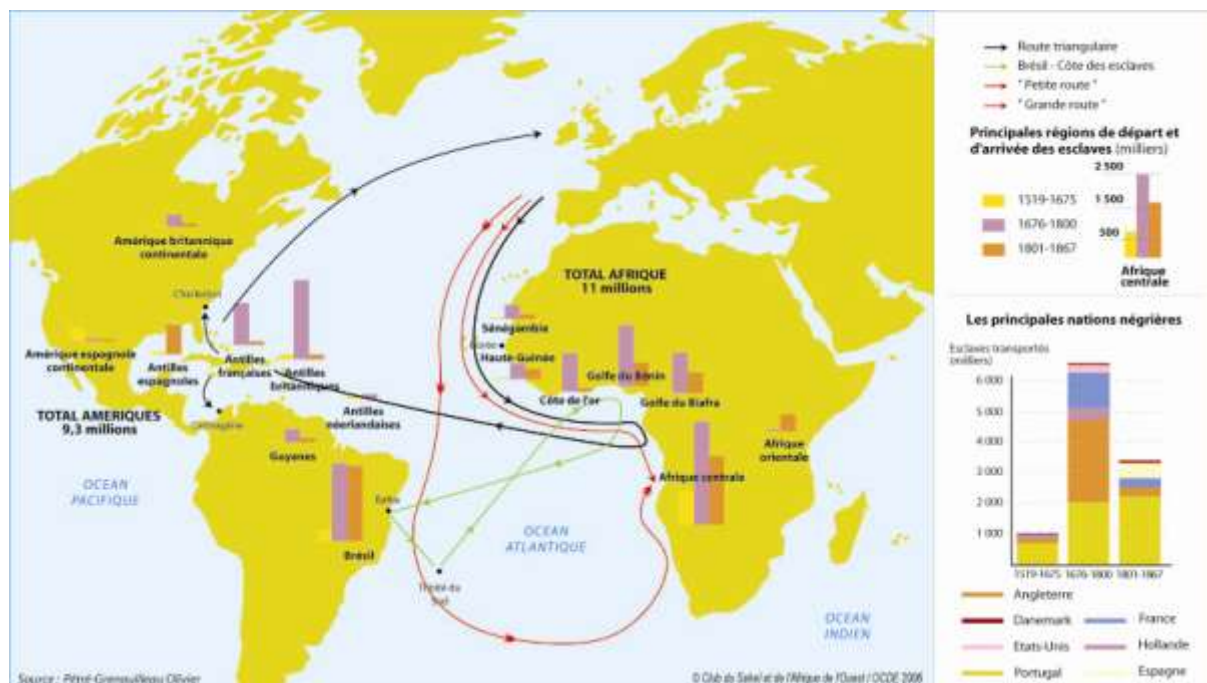 Route triangulaire
Brésil - Côte des esclaves
" Petite route "
" Grande route "
Principales régions de départ et
d'arrivée des esclaves (milliers)
2 500
1 500
500
1519-1675
1676-1800
1801-1867
Afrique
centrale
Les principales nations négrières
Esclaves transportés
(milliers)
6 000
5 000
4 000
3 000
2 000
1 000
1519-1675 1676-1800 1801-1867
Angleterre
Danemark
France
Etats-Unis
Hollande
Portugal
Espagne
Amérique britannique
continentale
Charleston
Amérique espagnole
continentale
Antilles
espagnoles
Antilles
françaises
Antilles
britanniques
Antilles
néerlandaises
TOTAL AMERIQUES
9,3 millions
Carthagène
Guyanes
OCEAN
PACIFIQUE
Bahia
Brésil
Trinité du
Sud
OCEAN
ATLANTIQUE
TOTAL AFRIQUE
11 millions
Sénégambie
Gorée
Haute-Guinée
Côte de l'or
Golfe du Bénin
Golfe du Biafra
Afrique
orientale
Afrique centrale
OCEAN
INDIEN
Source : Pétré-Grenouilleau Olivier
© Club du Sahel et de l'Afrique de l'Ouest / OCDE 2006